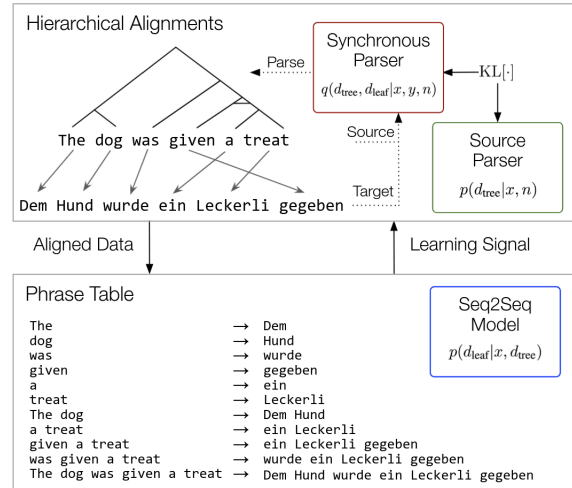 Hierarchical Alignments
Synchronous
Parser
q(d_tree, d_leaf|x, y, n)
Parse
KL[·]
Source
Target
Source
Parser
p(d_tree|x, n)
The dog was given a treat
Dem Hund wurde ein Leckerli gegeben
Aligned Data
Learning Signal
Phrase Table
Seq2Seq
Model
p(d_leaf|x, d_tree)
The → Dem
dog → Hund
was → wurde
given → gegeben
a → ein
treat → Leckerli
The dog → Dem Hund
a treat → ein Leckerli
given a treat → ein Leckerli gegeben
was given a treat → wurde ein Leckerli gegeben
The dog was given a treat → Dem Hund wurde ein Leckerli gegeben